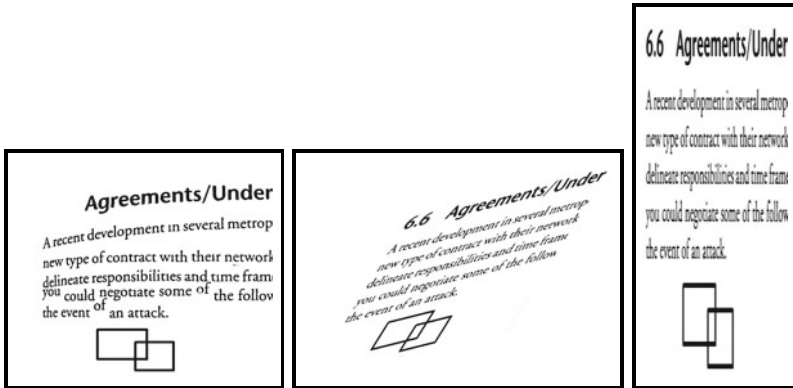 Agreements/Under
A recent development in several metrop
new type of contract with their network
delineate responsibilities and time fram
you could negotiate some of the follow
the event of an attack.
6.6 Agreements/Under
A recent development in several metrop
new type of contract with their network
delineate responsibilities and time fram
you could negotiate some of the follow
the event of an attack.
6.6 Agreements/Under
A recent development in several metrop
new type of contract with their network
delineate responsibilities and time frame
you could negotiate some of the follow
the event of an attack.